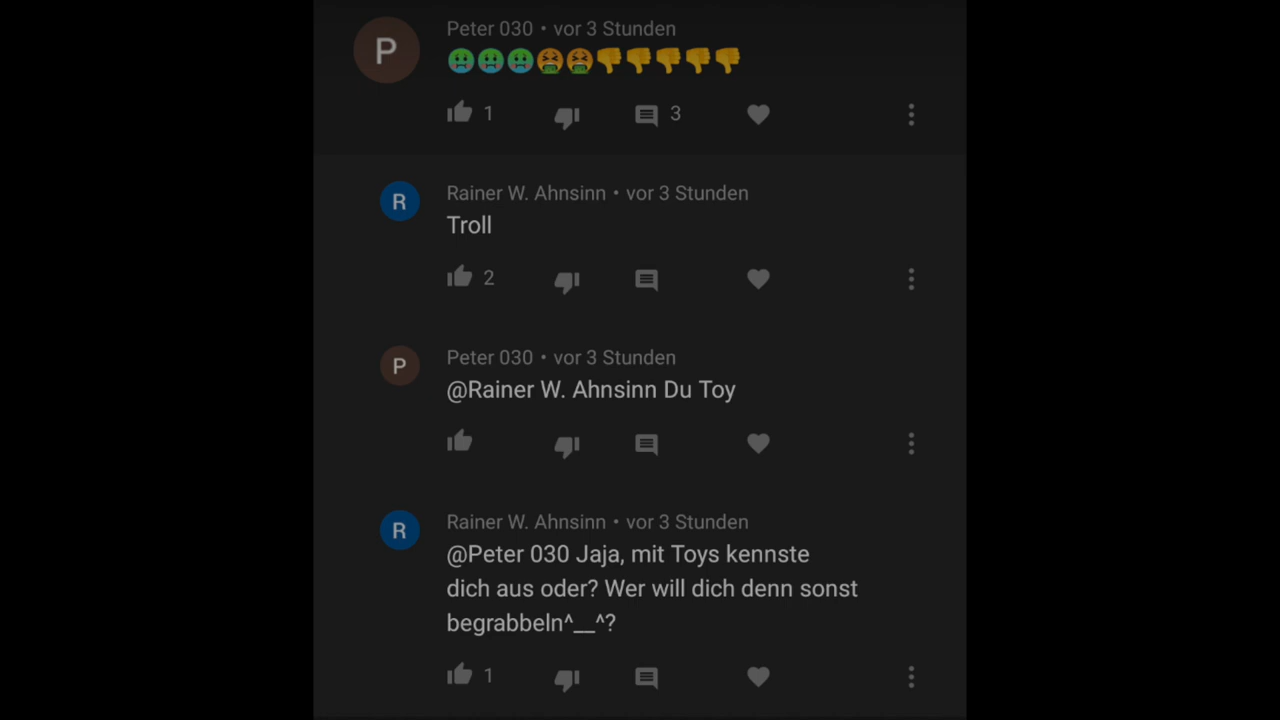 P
Peter 030 • vor 3 Stunden
🤮🤮🤮🤮🤮👎👎👎👎👎
1
3
R
Rainer W. Ahnsinn • vor 3 Stunden
Troll
2
P
Peter 030 • vor 3 Stunden
@Rainer W. Ahnsinn Du Toy
R
Rainer W. Ahnsinn • vor 3 Stunden
@Peter 030 Jaja, mit Toys kennste
dich aus oder? Wer will dich denn sonst
begrabbeln^__^?
1